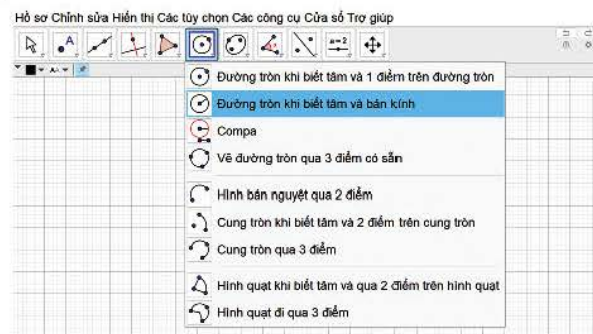 Hồ sơ Chỉnh sửa Hiển thị Các tùy chọn Các công cụ Cửa sổ Trợ giúp
A a=2
AA
Đường tròn khi biết tâm và 1 điểm trên đường tròn
Đường tròn khi biết tâm và bán kính
Compa
Vẽ đường tròn qua 3 điểm có sẵn
Hình bán nguyệt qua 2 điểm
Cung tròn khi biết tâm và 2 điểm trên cung tròn
Cung tròn qua 3 điểm
Hình quạt khi biết tâm và qua 2 điểm trên hình quạt
Hình quạt đi qua 3 điểm